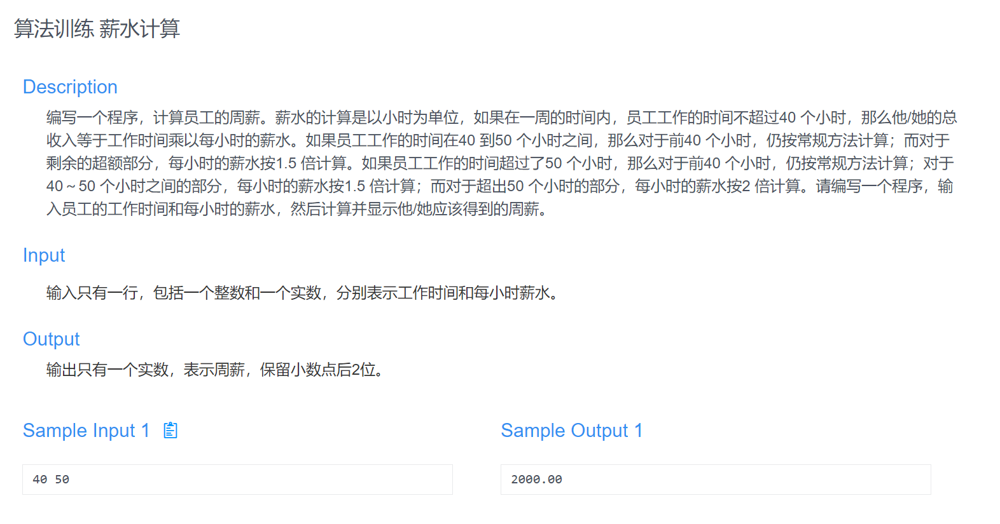 算法训练 薪水计算
Description
编写一个程序，计算员工的周薪。薪水的计算是以小时为单位，如果在一周的时间内，员工工作的时间不超过40 个小时，那么他/她的总
收入等于工作时间乘以每小时的薪水。如果员工工作的时间在40 到50 个小时之间，那么对于前40 个小时，仍按常规方法计算；而对于
剩余的超额部分，每小时的薪水按1.5 倍计算。如果员工工作的时间超过了50 个小时，那么对于前40 个小时，仍按常规方法计算；对于
40～50 个小时之间的部分，每小时的薪水按1.5 倍计算；而对于超出50 个小时的部分，每小时的薪水按2 倍计算。请编写一个程序，输
入员工的工作时间和每小时的薪水，然后计算并显示他/她应该得到的周薪。
Input
输入只有一行，包括一个整数和一个实数，分别表示工作时间和每小时薪水。
Output
输出只有一个实数，表示周薪，保留小数点后2位。
Sample Input 1
40 50
Sample Output 1
2000.00